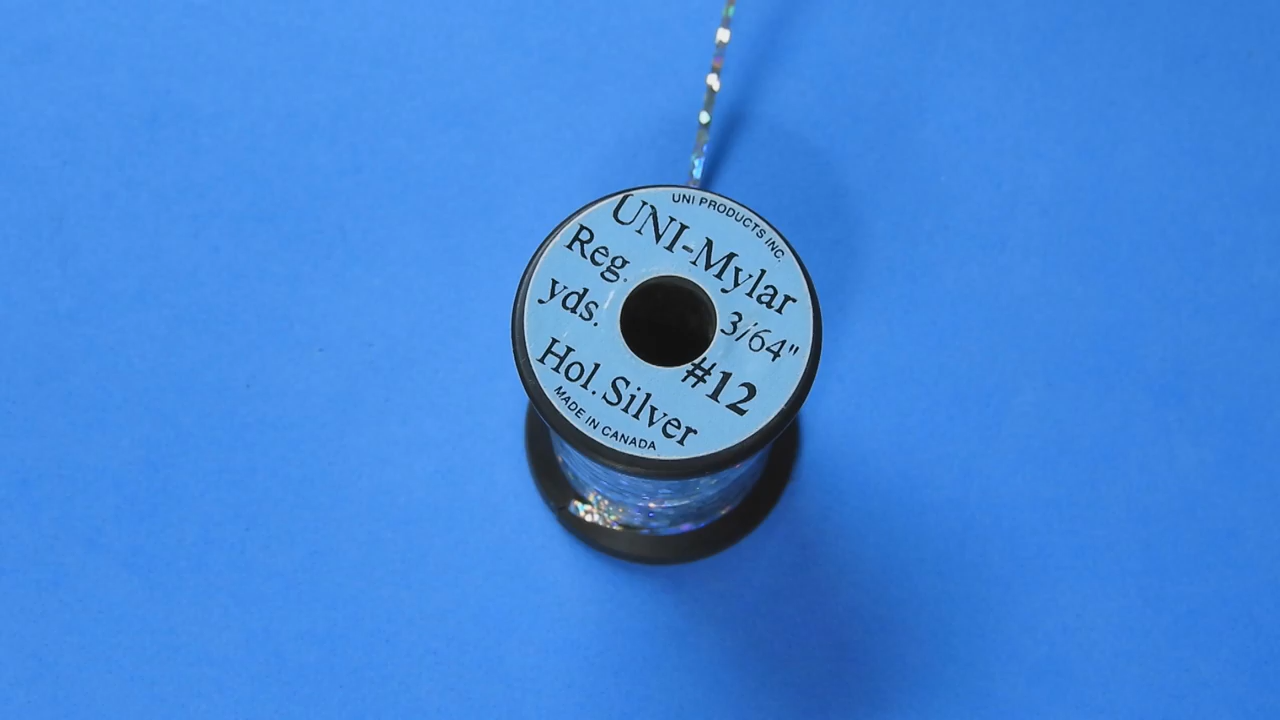 UNI PRODUCTS INC.
UNI-Mylar
Reg.
yds.
3/64"
#12
Hol. Silver
MADE IN CANADA